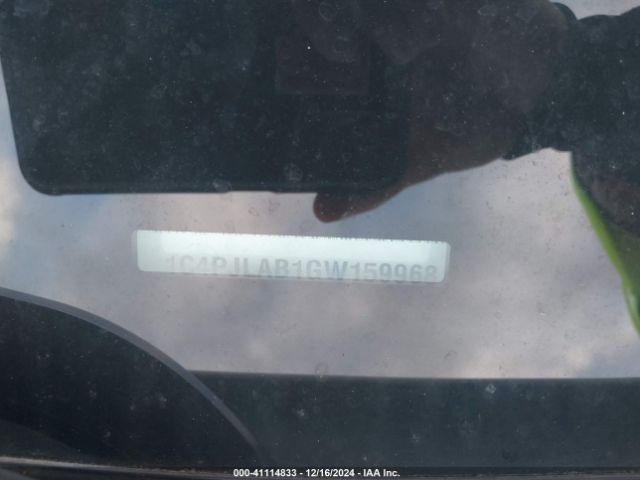 1C4PJLAB1GW159968
000-41114833 - 12/16/2024 - IAA Inc.